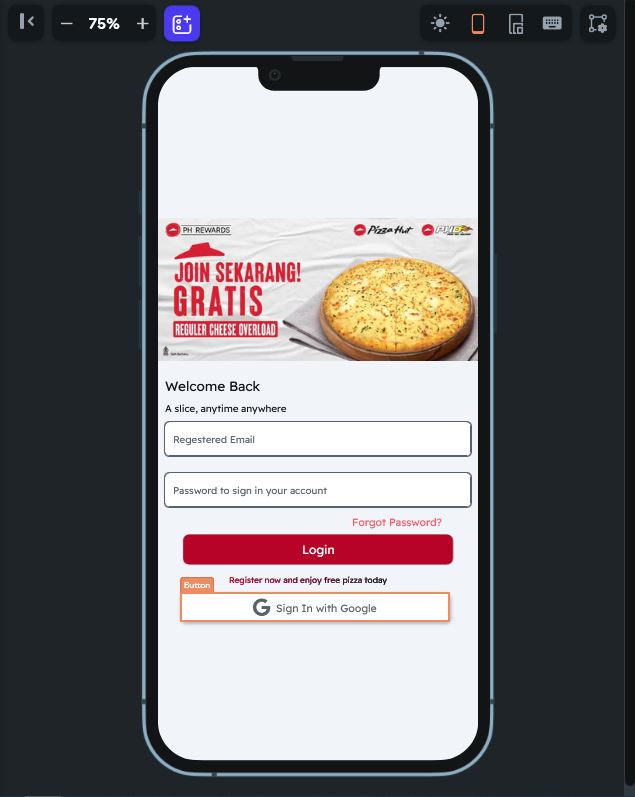 75%
PH REWARDS
Pizza Hut
PHD
JOIN SEKARANG!
GRATIS
REGULER CHEESE OVERLOAD
Welcome Back
A slice, anytime anywhere
Regestered Email
Password to sign in your account
Forgot Password?
Login
Register now and enjoy free pizza today
Button
Sign In with Google